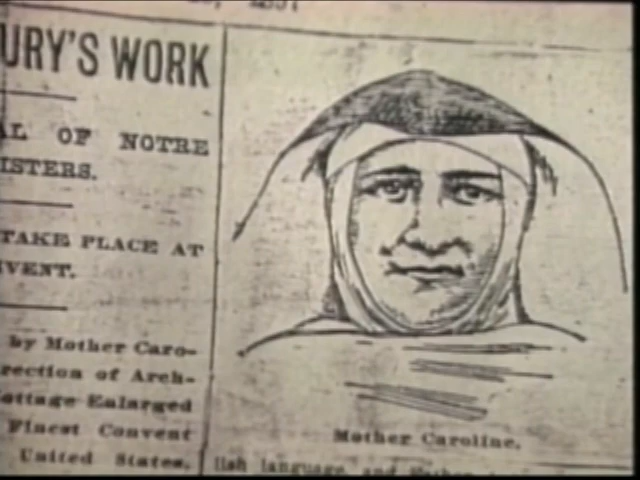 URY'S WORK
AL OF NOTRE
ISTERS.
TAKE PLACE AT
VENT.
by Mother Caro-
rection of Arch-
ottage Enlarged
Finest Convent
United States.
Mother Caroline.
lish language, and